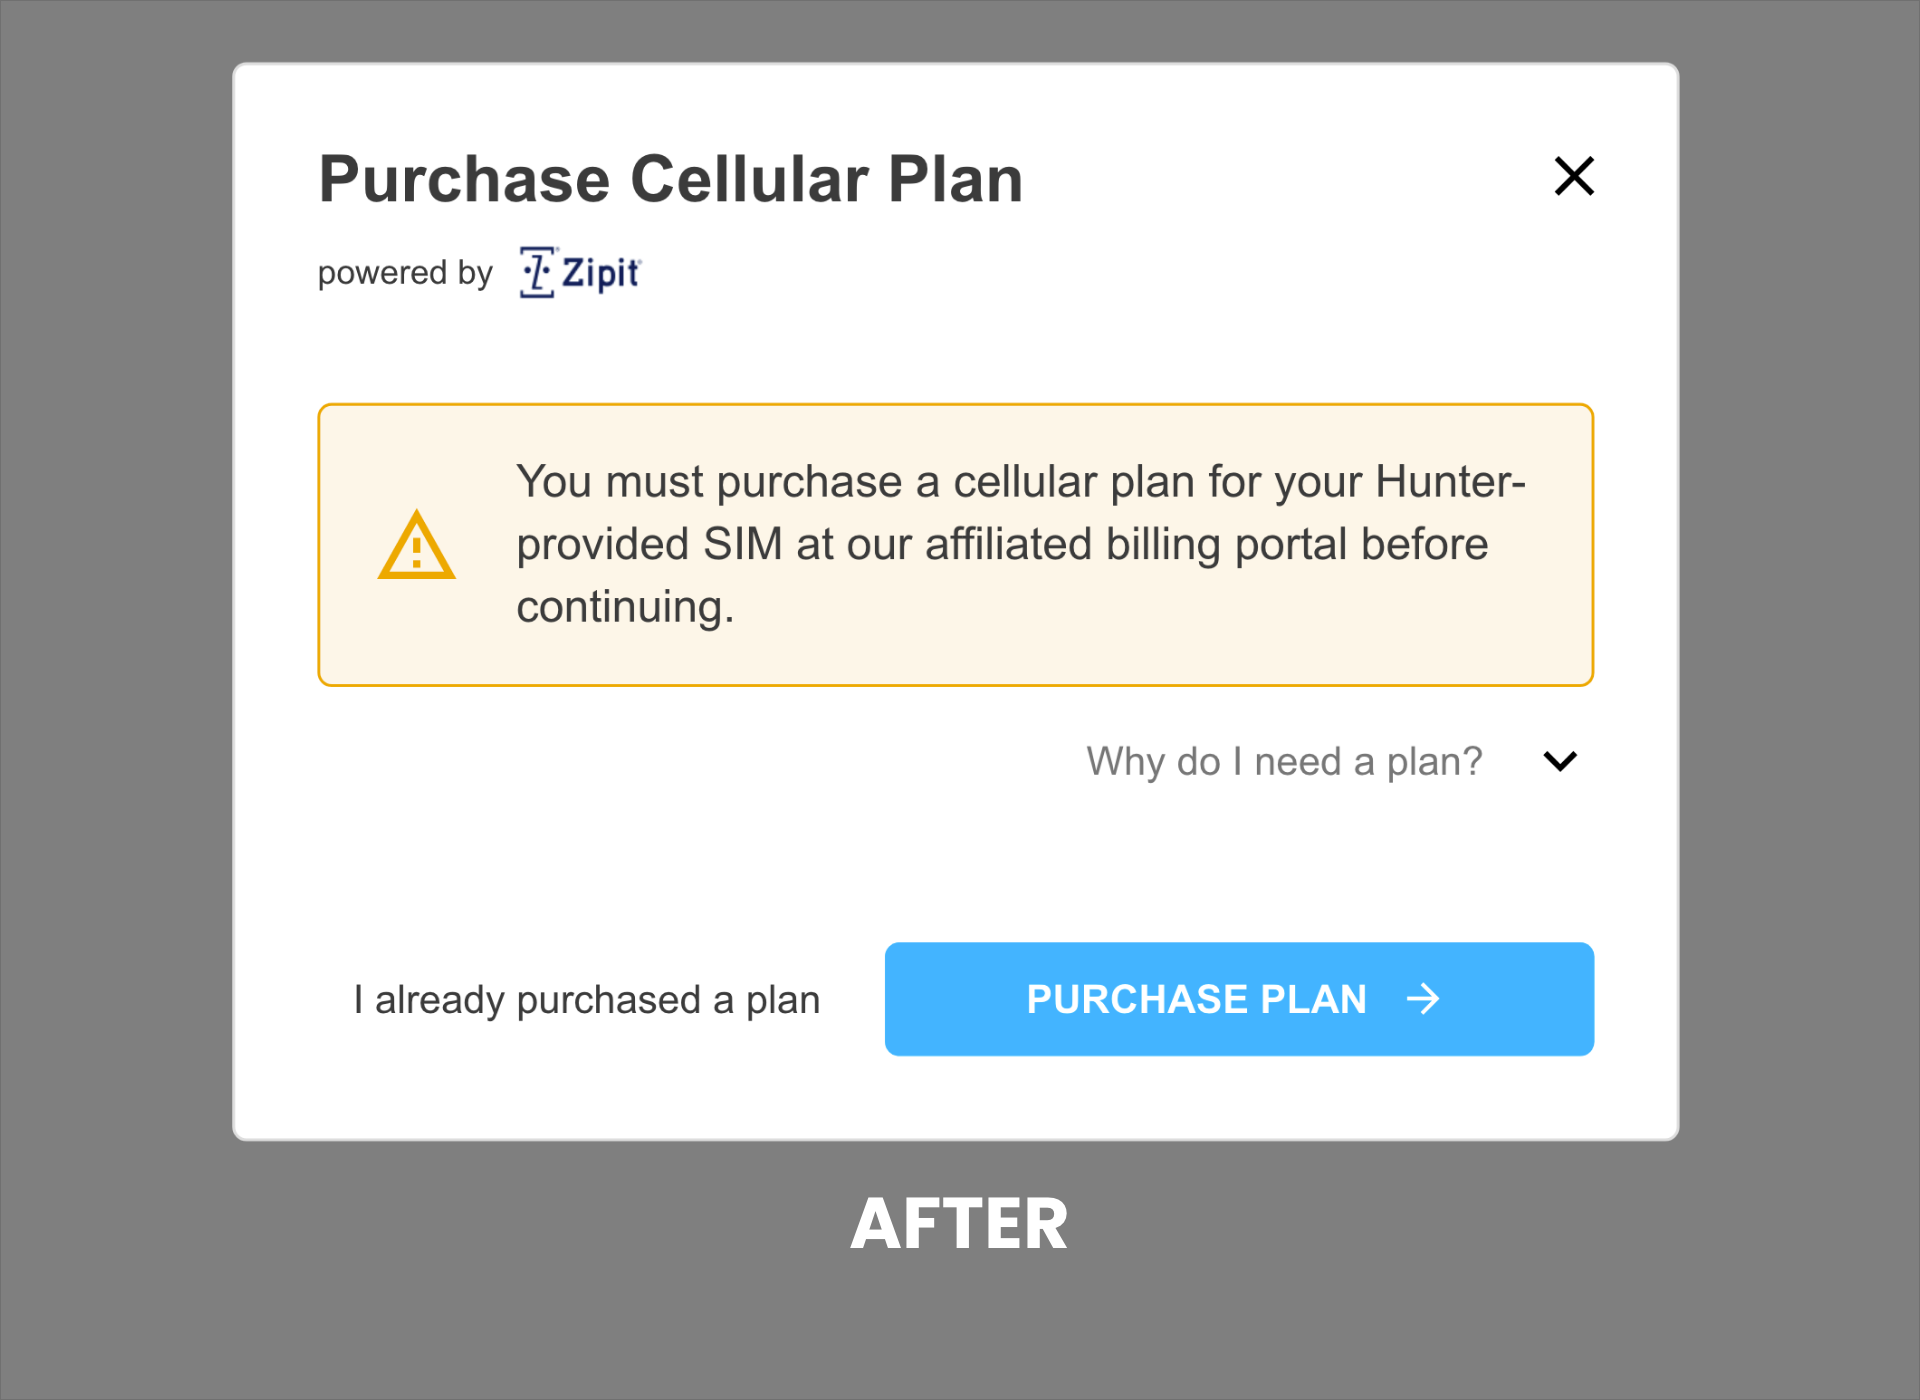 Purchase Cellular Plan
powered by Zipit
You must purchase a cellular plan for your Hunter-
provided SIM at our affiliated billing portal before
continuing.
Why do I need a plan?
I already purchased a plan
PURCHASE PLAN
AFTER